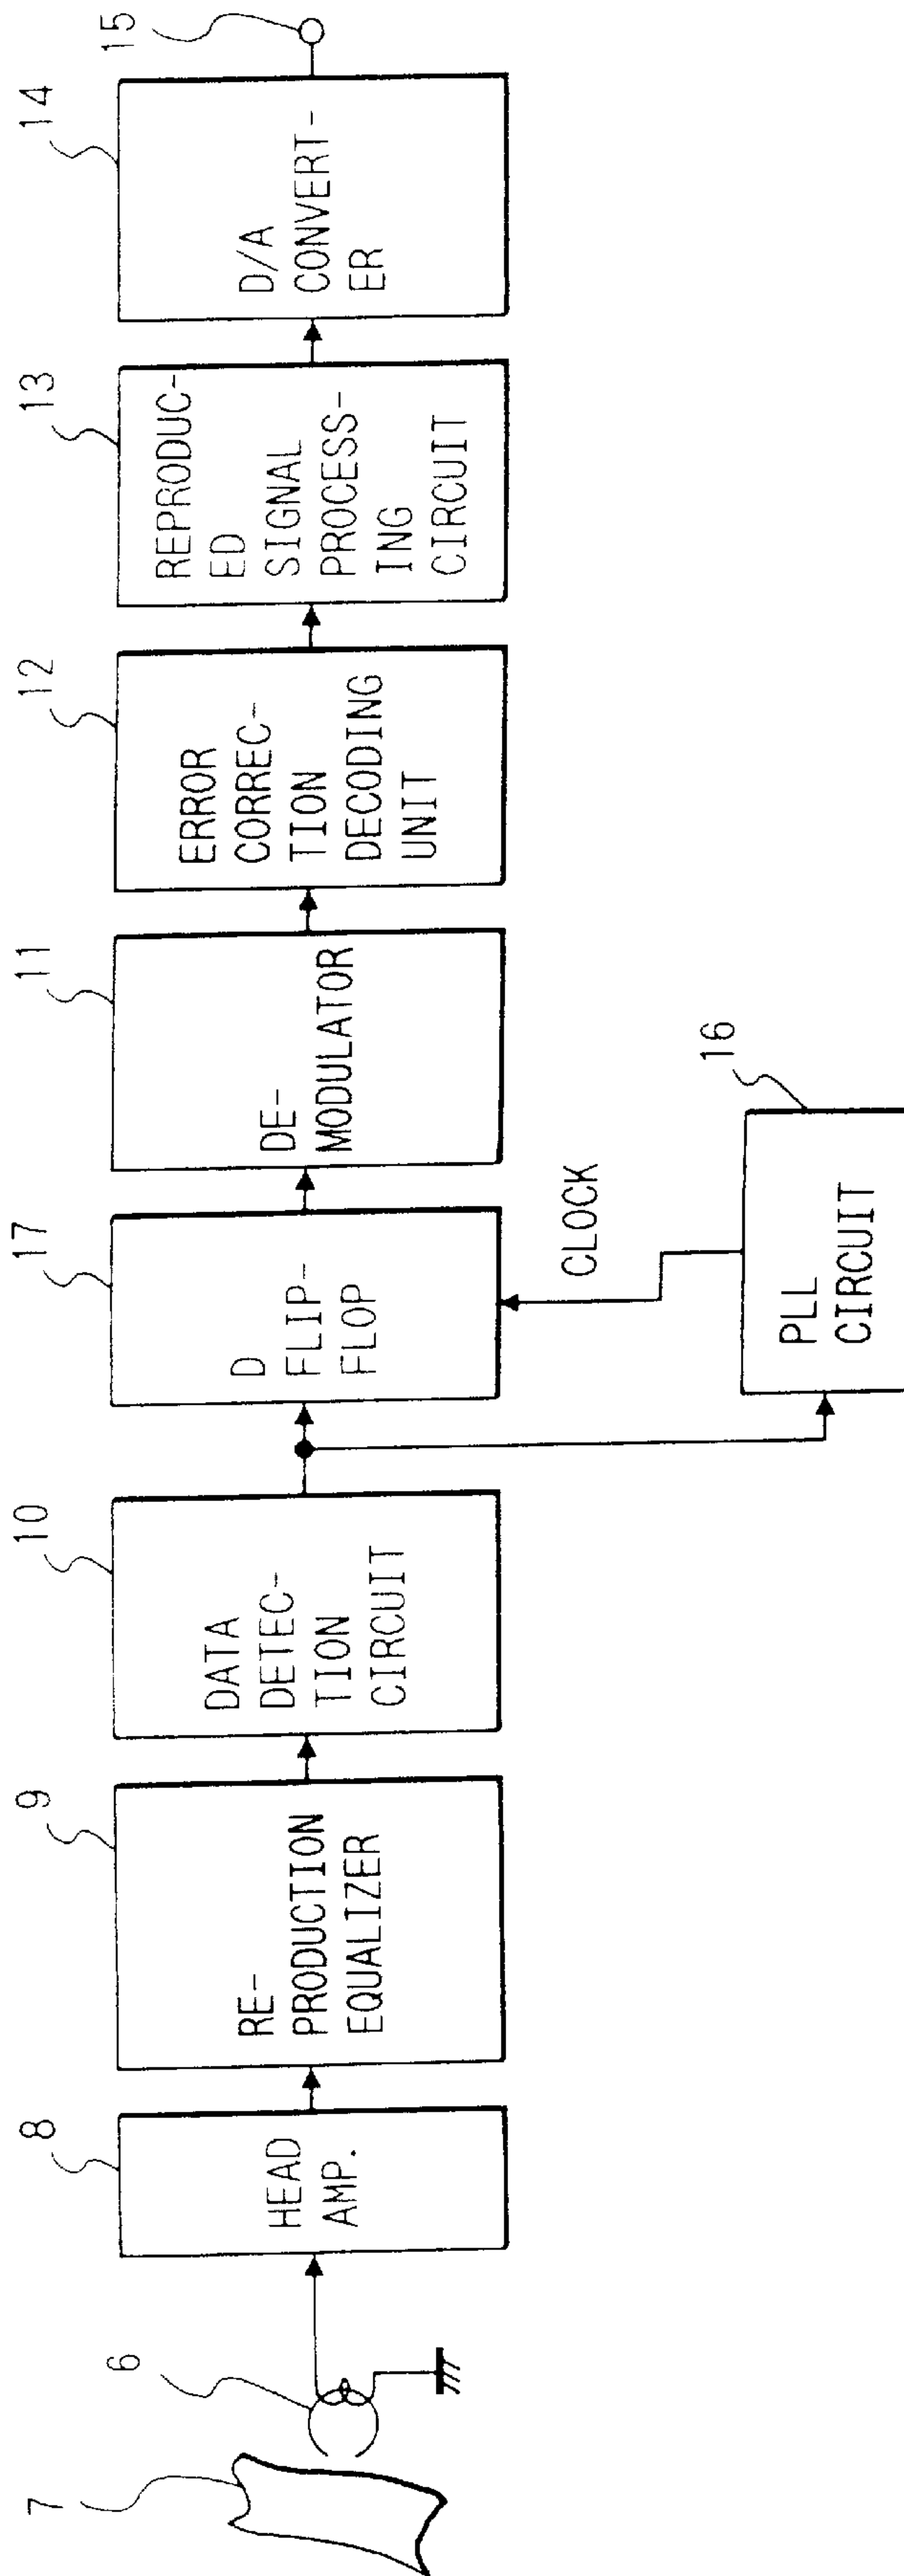 7
6
8
HEAD
AMP.
9
RE-
PRODUCTION
EQUALIZER
10
DATA
DETEC-
TION
CIRCUIT
17
D
FLIP-
FLOP
11
DE-
MODULATOR
12
ERROR
CORREC-
TION
DECODING
UNIT
13
REPRODUC-
ED
SIGNAL
PROCESS-
ING
CIRCUIT
14
D/A
CONVERT-
ER
15
CLOCK
16
PLL
CIRCUIT